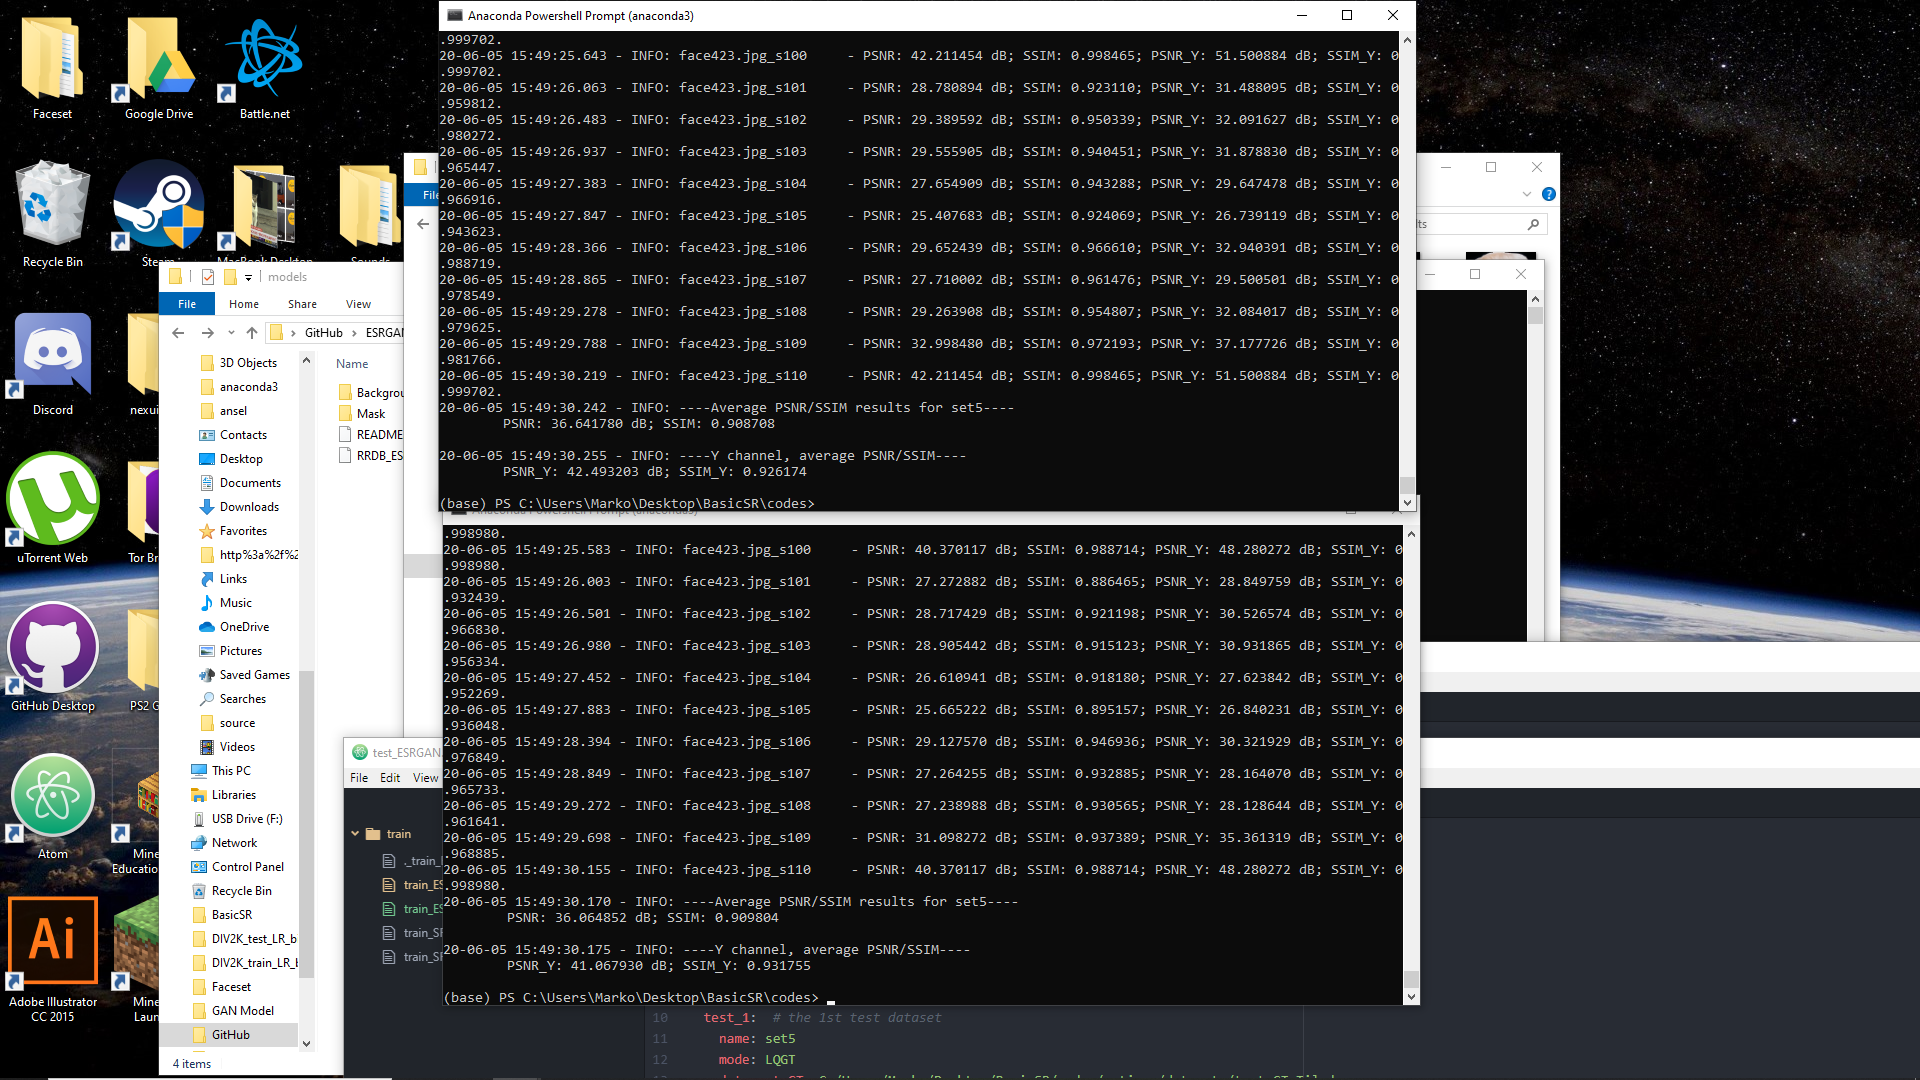 Faceset
Google Drive
Battle.net
Recycle Bin
Steam
MacBook Desktop
Sounds
Discord
nexui
uTorrent Web
Tor Br
GitHub Desktop
PS2 G
Atom
Mine
Educatio
Adobe Illustrator
CC 2015
Mine
Laun
models
File Home Share View
GitHub ESRGAN
3D Objects
anaconda3
ansel
Contacts
Desktop
Documents
Downloads
Favorites
http%3a%2f%2
Links
Music
OneDrive
Pictures
Saved Games
Searches
source
Videos
This PC
Libraries
USB Drive (F:)
Network
Control Panel
Recycle Bin
BasicSR
DIV2K_test_LR_b
DIV2K_train_LR_b
Faceset
GAN Model
GitHub
4 items
Name
Backgrou
Mask
README
RRDB_ES
File
lts
Anaconda Powershell Prompt (anaconda3)
.999702.
20-06-05 15:49:25.643 - INFO: face423.jpg_s100 - PSNR: 42.211454 dB; SSIM: 0.998465; PSNR_Y: 51.500884 dB; SSIM_Y: 0
.999702.
20-06-05 15:49:26.063 - INFO: face423.jpg_s101 - PSNR: 28.780894 dB; SSIM: 0.923110; PSNR_Y: 31.488095 dB; SSIM_Y: 0
.959812.
20-06-05 15:49:26.483 - INFO: face423.jpg_s102 - PSNR: 29.389592 dB; SSIM: 0.950339; PSNR_Y: 32.091627 dB; SSIM_Y: 0
.980272.
20-06-05 15:49:26.937 - INFO: face423.jpg_s103 - PSNR: 29.555905 dB; SSIM: 0.940451; PSNR_Y: 31.878830 dB; SSIM_Y: 0
.965447.
20-06-05 15:49:27.383 - INFO: face423.jpg_s104 - PSNR: 27.654909 dB; SSIM: 0.943288; PSNR_Y: 29.647478 dB; SSIM_Y: 0
.966916.
20-06-05 15:49:27.847 - INFO: face423.jpg_s105 - PSNR: 25.407683 dB; SSIM: 0.924069; PSNR_Y: 26.739119 dB; SSIM_Y: 0
.943623.
20-06-05 15:49:28.366 - INFO: face423.jpg_s106 - PSNR: 29.652439 dB; SSIM: 0.966610; PSNR_Y: 32.940391 dB; SSIM_Y: 0
.988719.
20-06-05 15:49:28.865 - INFO: face423.jpg_s107 - PSNR: 27.710002 dB; SSIM: 0.961476; PSNR_Y: 29.500501 dB; SSIM_Y: 0
.978549.
20-06-05 15:49:29.278 - INFO: face423.jpg_s108 - PSNR: 29.263908 dB; SSIM: 0.954807; PSNR_Y: 32.084017 dB; SSIM_Y: 0
.979625.
20-06-05 15:49:29.788 - INFO: face423.jpg_s109 - PSNR: 32.998480 dB; SSIM: 0.972193; PSNR_Y: 37.177726 dB; SSIM_Y: 0
.981766.
20-06-05 15:49:30.219 - INFO: face423.jpg_s110 - PSNR: 42.211454 dB; SSIM: 0.998465; PSNR_Y: 51.500884 dB; SSIM_Y: 0
.999702.
20-06-05 15:49:30.242 - INFO: ----Average PSNR/SSIM results for set5----
PSNR: 36.641780 dB; SSIM: 0.908708
20-06-05 15:49:30.255 - INFO: ----Y channel, average PSNR/SSIM----
PSNR_Y: 42.493203 dB; SSIM_Y: 0.926174
(base) PS C:\Users\Marko\Desktop\BasicSR\codes>
Anaconda Powershell Prompt (anaconda3)
.998980.
20-06-05 15:49:25.583 - INFO: face423.jpg_s100 - PSNR: 40.370117 dB; SSIM: 0.988714; PSNR_Y: 48.280272 dB; SSIM_Y: 0
.998980.
20-06-05 15:49:26.003 - INFO: face423.jpg_s101 - PSNR: 27.272882 dB; SSIM: 0.886465; PSNR_Y: 28.849759 dB; SSIM_Y: 0
.932439.
20-06-05 15:49:26.501 - INFO: face423.jpg_s102 - PSNR: 28.717429 dB; SSIM: 0.921198; PSNR_Y: 30.526574 dB; SSIM_Y: 0
.966830.
20-06-05 15:49:26.980 - INFO: face423.jpg_s103 - PSNR: 28.905442 dB; SSIM: 0.915123; PSNR_Y: 30.931865 dB; SSIM_Y: 0
.956334.
20-06-05 15:49:27.452 - INFO: face423.jpg_s104 - PSNR: 26.610941 dB; SSIM: 0.918180; PSNR_Y: 27.623842 dB; SSIM_Y: 0
.952269.
20-06-05 15:49:27.883 - INFO: face423.jpg_s105 - PSNR: 25.665222 dB; SSIM: 0.895157; PSNR_Y: 26.840231 dB; SSIM_Y: 0
.936048.
20-06-05 15:49:28.394 - INFO: face423.jpg_s106 - PSNR: 29.127570 dB; SSIM: 0.946936; PSNR_Y: 30.321929 dB; SSIM_Y: 0
.976849.
20-06-05 15:49:28.849 - INFO: face423.jpg_s107 - PSNR: 27.264255 dB; SSIM: 0.932885; PSNR_Y: 28.164070 dB; SSIM_Y: 0
.965733.
20-06-05 15:49:29.272 - INFO: face423.jpg_s108 - PSNR: 27.238988 dB; SSIM: 0.930565; PSNR_Y: 28.128644 dB; SSIM_Y: 0
.961641.
20-06-05 15:49:29.698 - INFO: face423.jpg_s109 - PSNR: 31.098272 dB; SSIM: 0.937389; PSNR_Y: 35.361319 dB; SSIM_Y: 0
.968885.
20-06-05 15:49:30.155 - INFO: face423.jpg_s110 - PSNR: 40.370117 dB; SSIM: 0.988714; PSNR_Y: 48.280272 dB; SSIM_Y: 0
.998980.
20-06-05 15:49:30.170 - INFO: ----Average PSNR/SSIM results for set5----
PSNR: 36.064852 dB; SSIM: 0.909804
20-06-05 15:49:30.175 - INFO: ----Y channel, average PSNR/SSIM----
PSNR_Y: 41.067930 dB; SSIM_Y: 0.931755
(base) PS C:\Users\Marko\Desktop\BasicSR\codes>
test_ESRGAN
File Edit View
train
._train_
train_ES
train_ES
train_SR
train_SR
10 test_1: # the 1st test dataset
11 name: set5
12 mode: LQGT